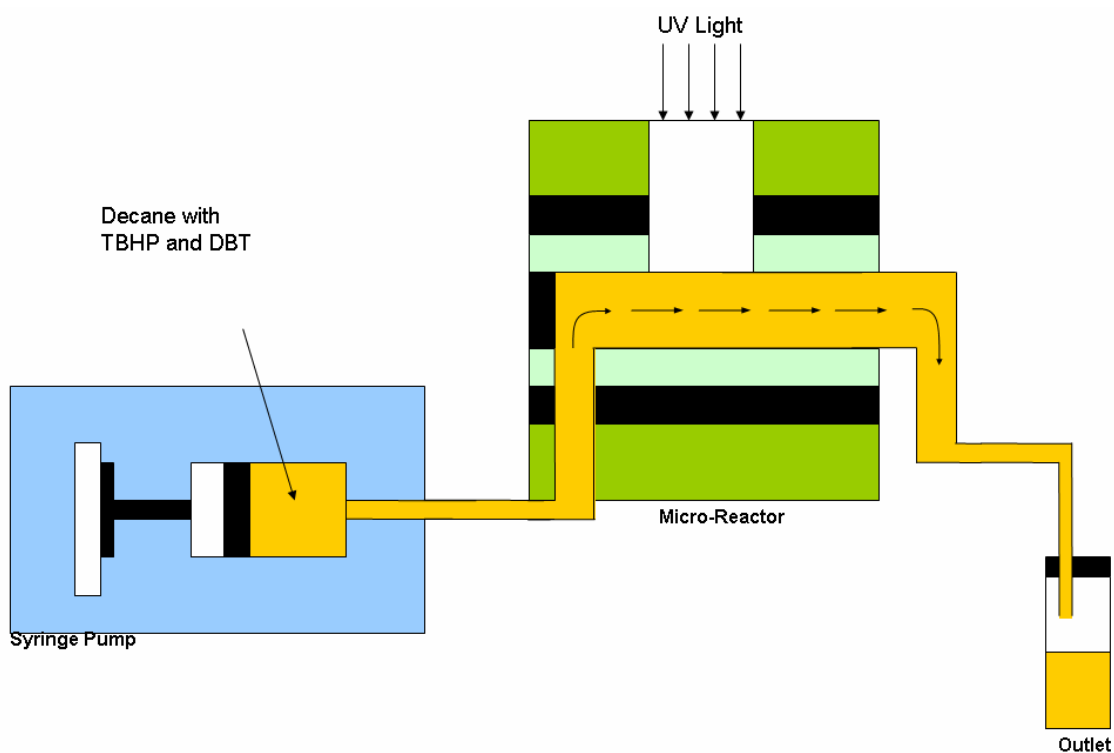 UV Light
Decane with
TBHP and DBT
Micro-Reactor
Syringe Pump
Outlet